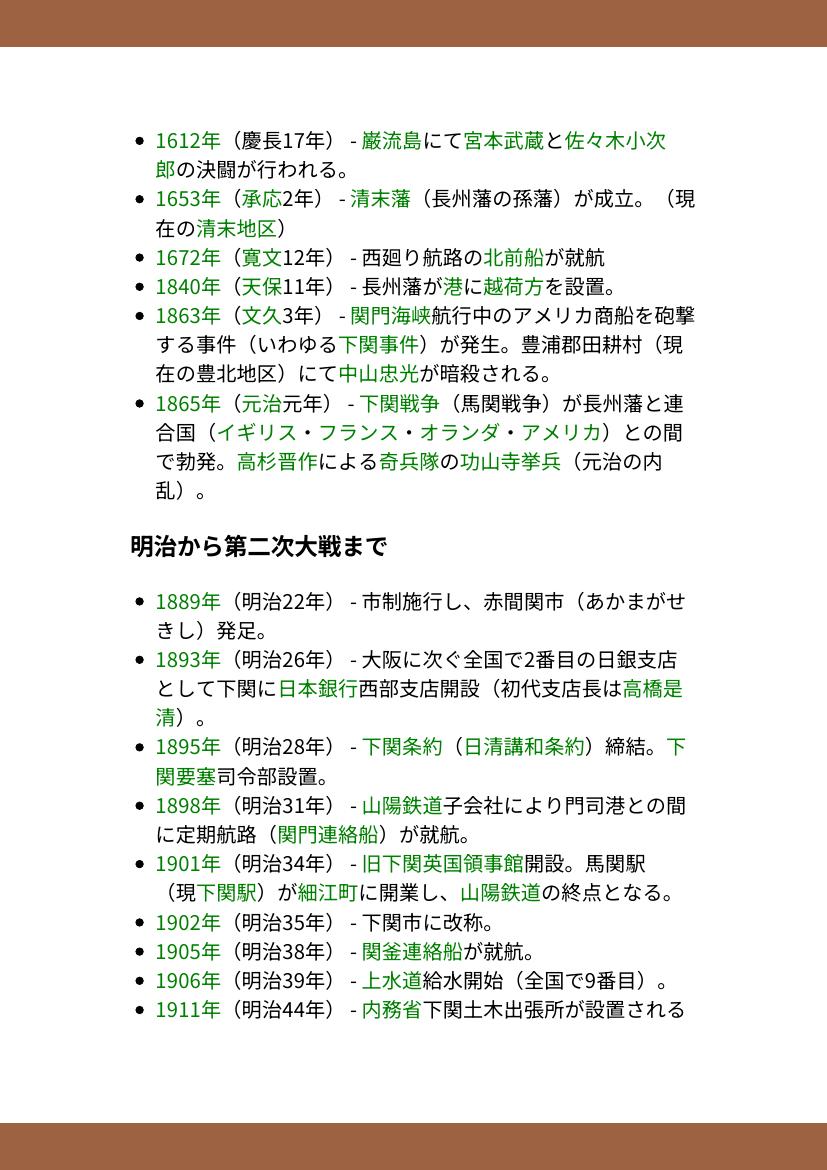 • 1612年（慶長17年） - 巌流島にて宮本武蔵と佐々木小次
郎の決闘が行われる。
• 1653年（承応2年） - 清末藩（長州藩の孫藩）が成立。（現
在の清末地区）
• 1672年（寛文12年） - 西廻り航路の北前船が就航
• 1840年（天保11年） - 長州藩が港に越荷方を設置。
• 1863年（文久3年） - 関門海峡航行中のアメリカ商船を砲撃
する事件（いわゆる下関事件）が発生。豊浦郡田耕村（現
在の豊北地区）にて中山忠光が暗殺される。
• 1865年（元治元年） - 下関戦争（馬関戦争）が長州藩と連
合国（イギリス・フランス・オランダ・アメリカ）との間
で勃発。高杉晋作による奇兵隊の功山寺挙兵（元治の内
乱）。
明治から第二次大戦まで
• 1889年（明治22年） - 市制施行し、赤間関市（あかまがせ
きし）発足。
• 1893年（明治26年） - 大阪に次ぐ全国で2番目の日銀支店
として下関に日本銀行西部支店開設（初代支店長は高橋是
清）。
• 1895年（明治28年） - 下関条約（日清講和条約）締結。下
関要塞司令部設置。
• 1898年（明治31年） - 山陽鉄道子会社により門司港との間
に定期航路（関門連絡船）が就航。
• 1901年（明治34年） - 旧下関英国領事館開設。馬関駅
（現下関駅）が細江町に開業し、山陽鉄道の終点となる。
• 1902年（明治35年） - 下関市に改称。
• 1905年（明治38年） - 関釜連絡船が就航。
• 1906年（明治39年） - 上水道給水開始（全国で9番目）。
• 1911年（明治44年） - 内務省下関土木出張所が設置される